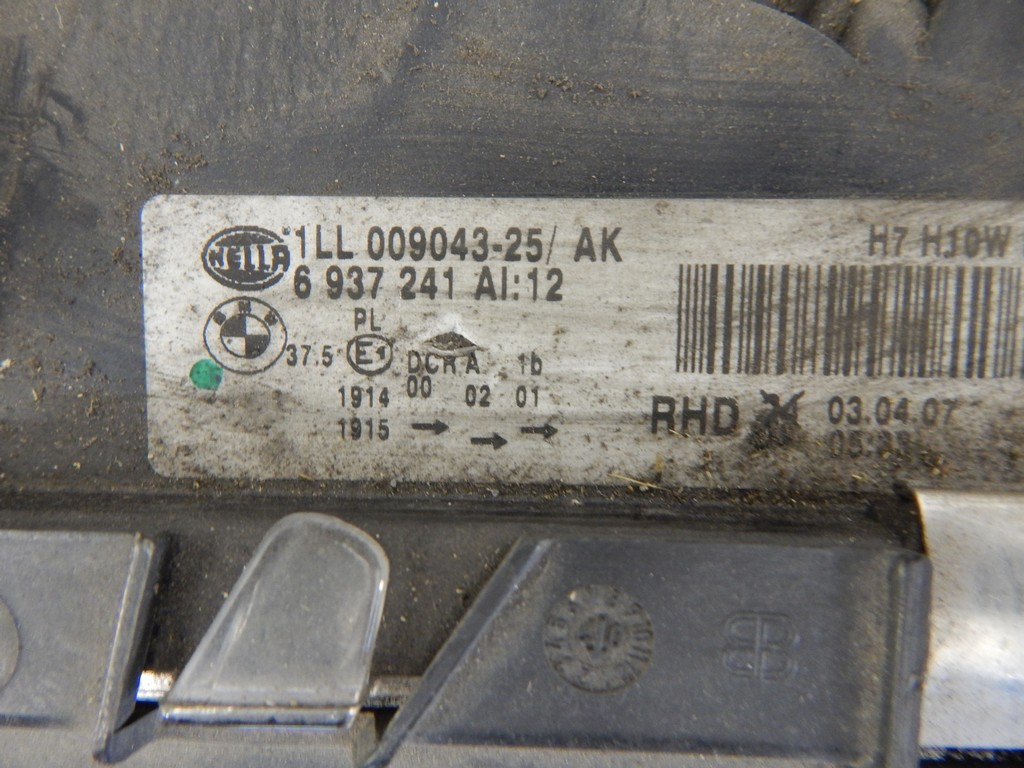 HELLA 1LL 009043-25/ AK
H7 H10W
6 937 241 AI:12
BMW
PL
37.5 E1 DCR A 1b
00
1914 02 01
1915 → → →
RHD 03.04.07